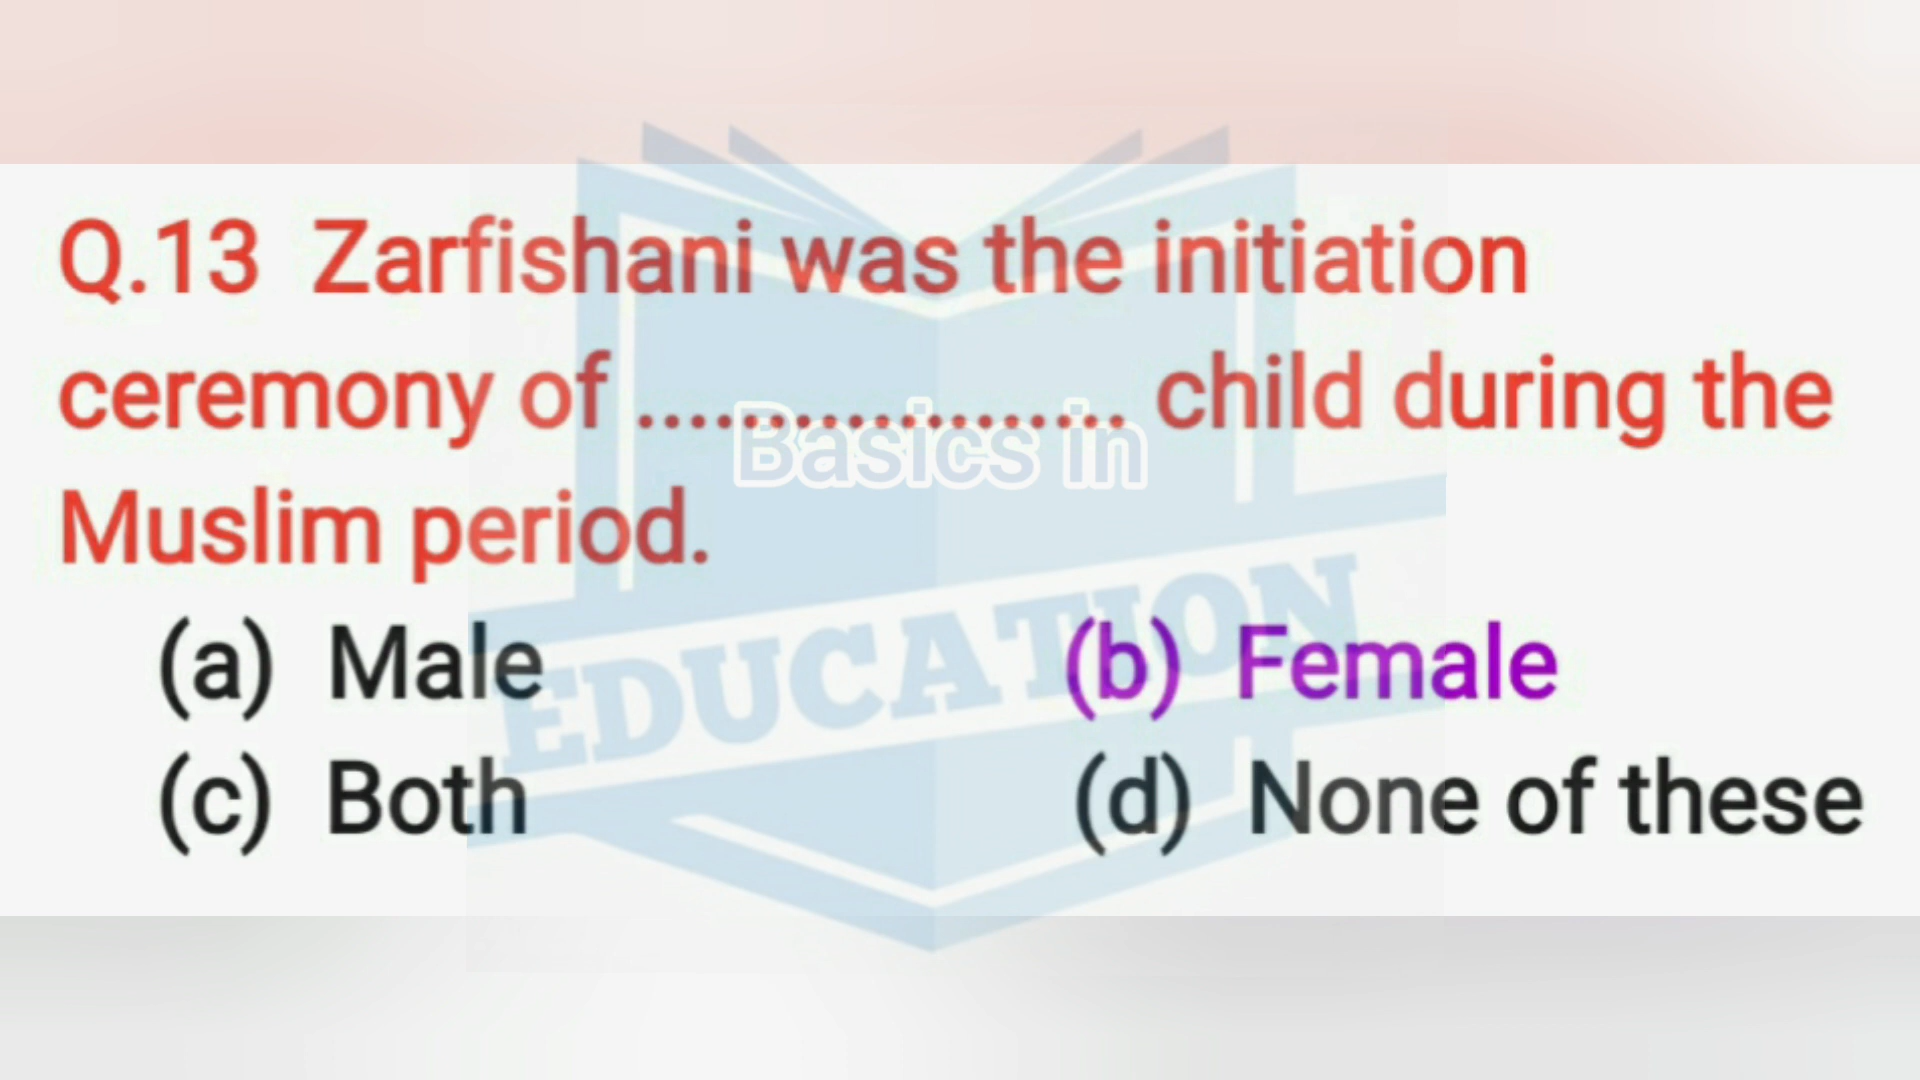 Q.13 Zarfishani was the initiation
ceremony of ................... child during the
Basics in
Muslim period.
EDUCATION
(a) Male (b) Female
(c) Both (d) None of these